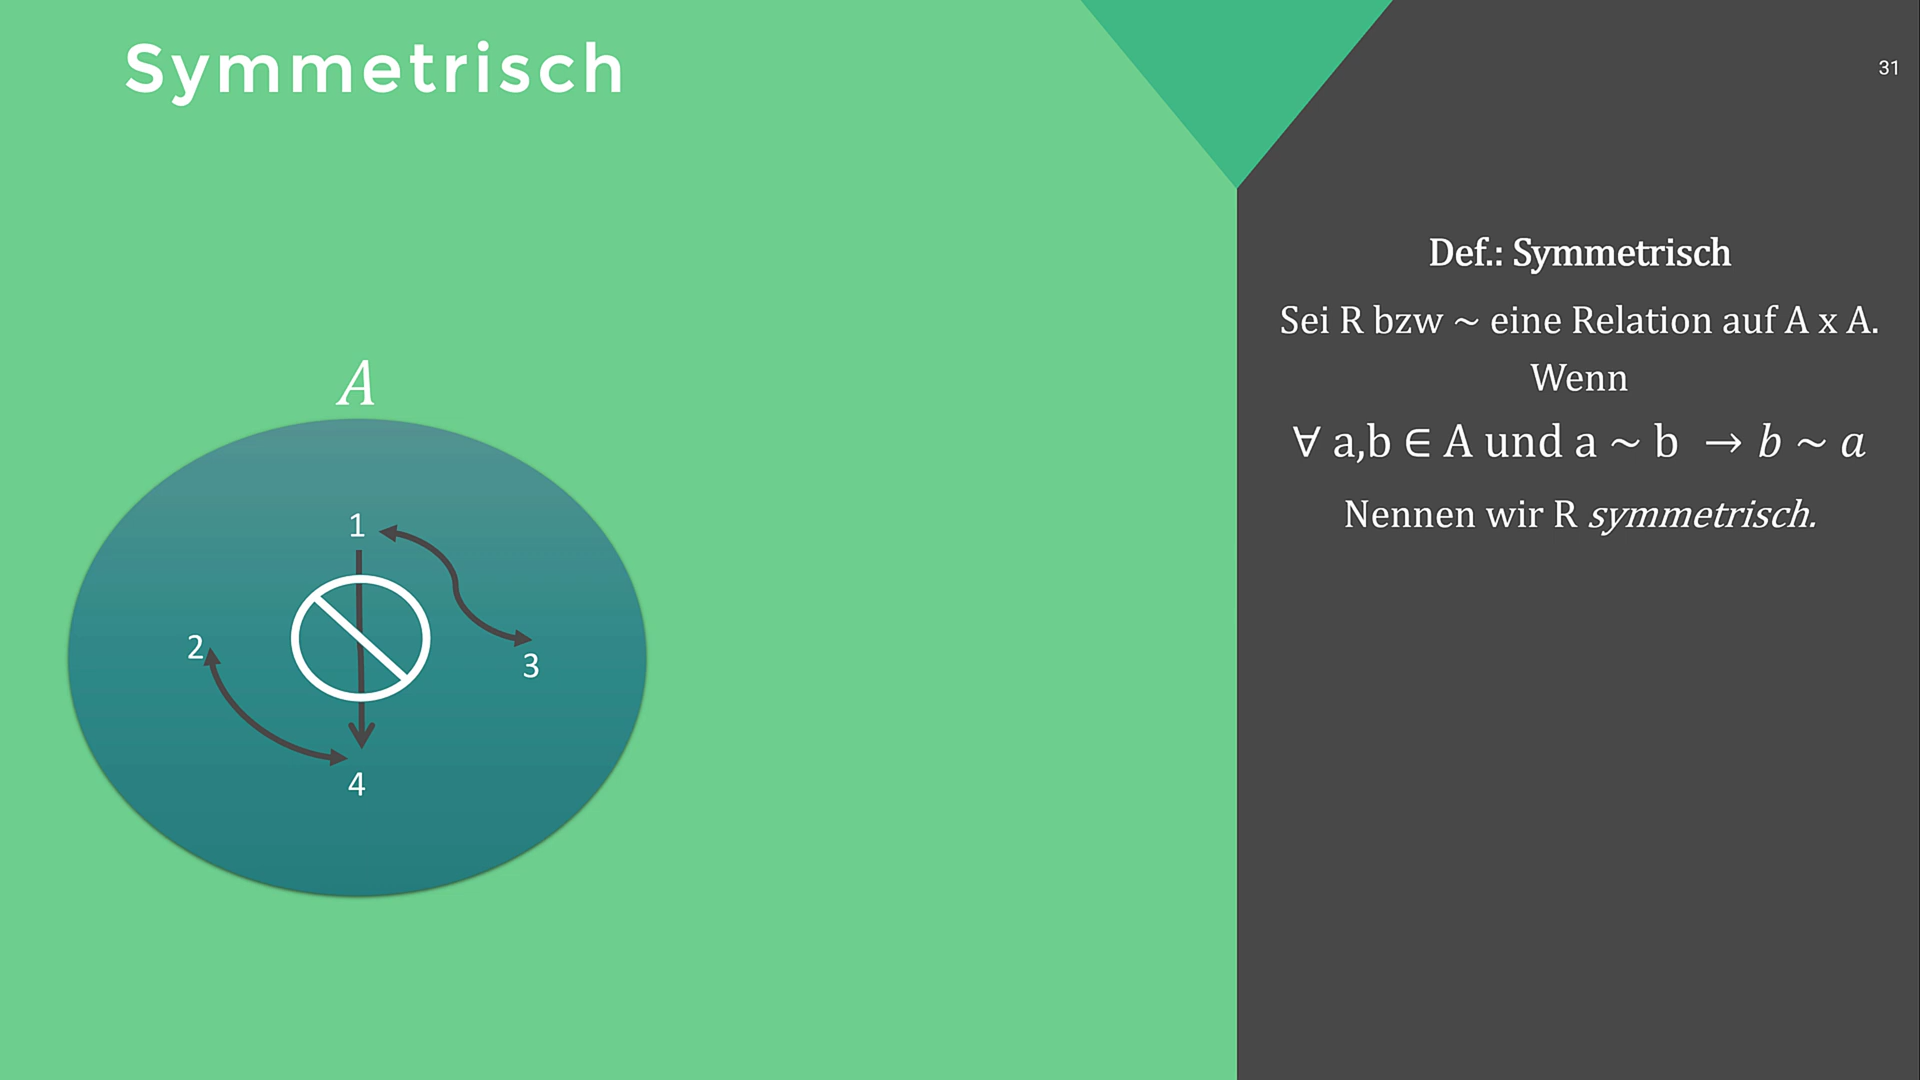 Symmetrisch
31
Def.: Symmetrisch
Sei R bzw ~ eine Relation auf A x A.
Wenn
∀ a,b ∈ A und a ~ b → b ~ a
Nennen wir R symmetrisch.
A
1
2
3
4